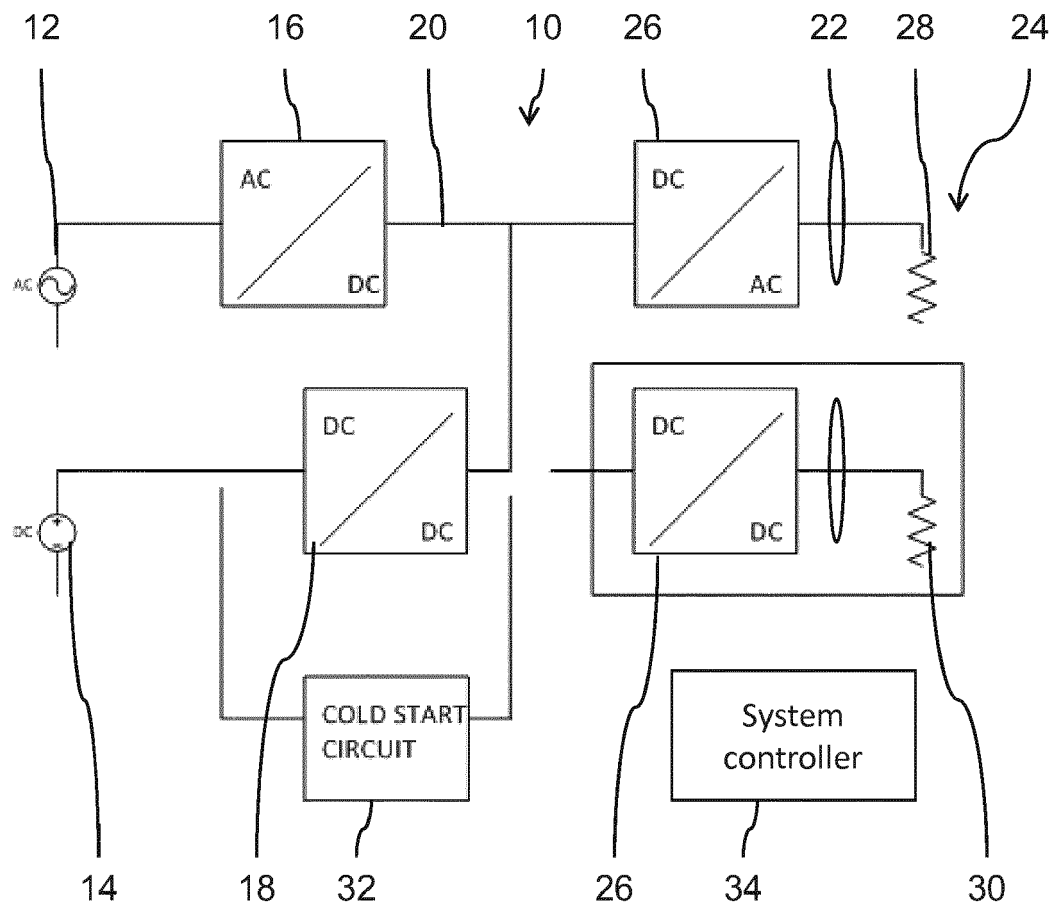 12 16 20 10 26 22 28 24
AC
DC
DC
AC
AC
DC
DC
DC
DC
DC
COLD START
CIRCUIT
System
controller
14 18 32 26 34 30